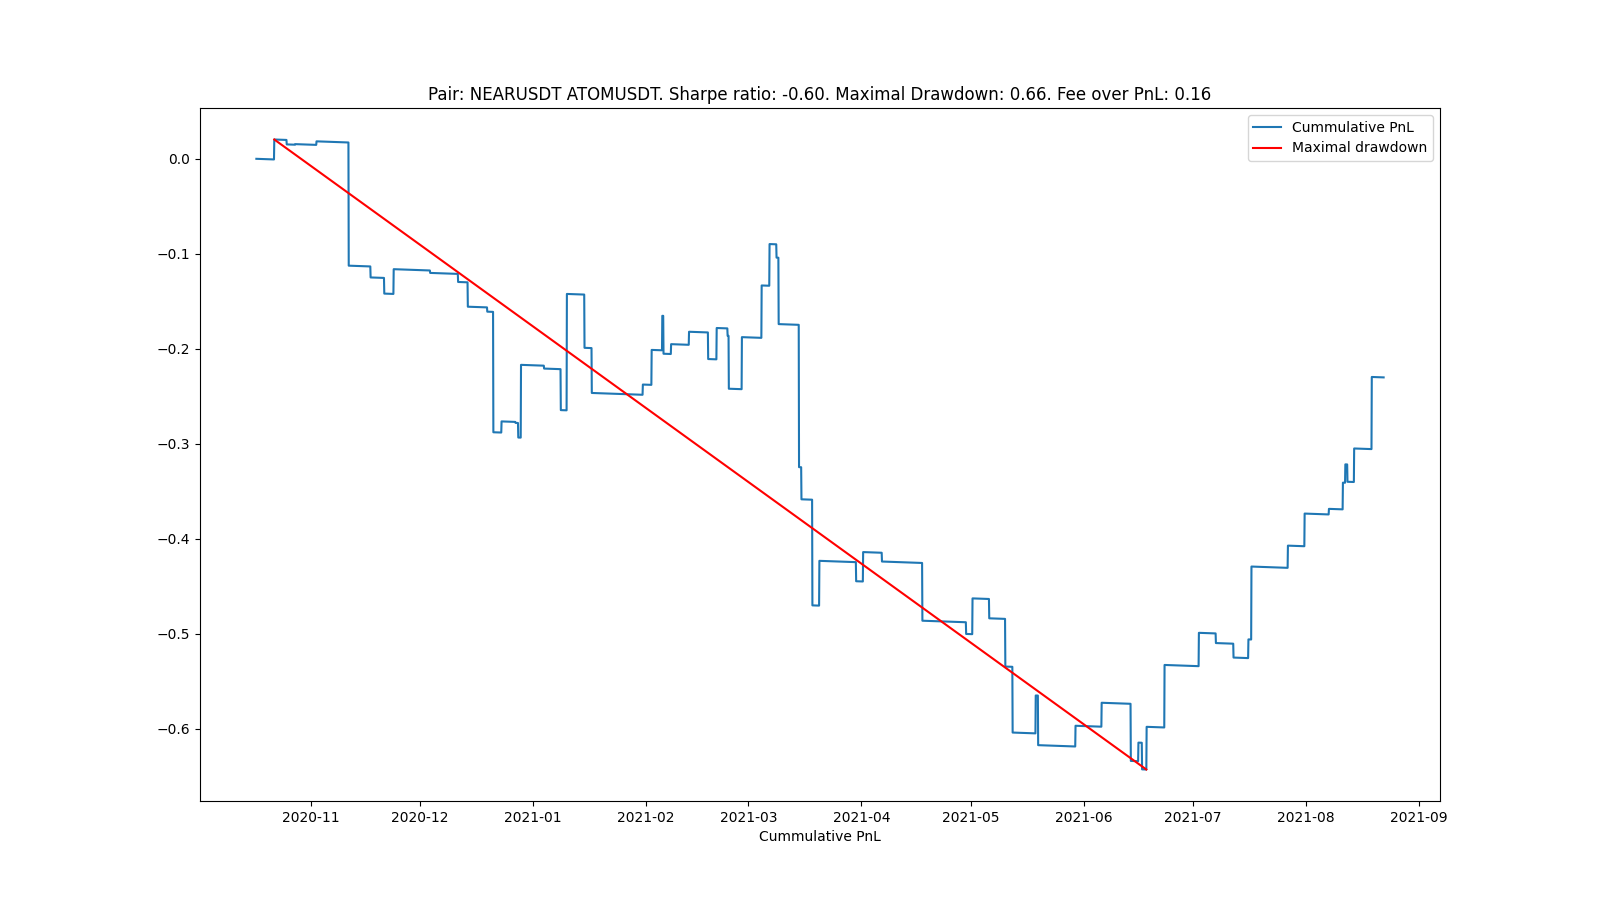 Pair: NEARUSDT ATOMUSDT. Sharpe ratio: -0.60. Maximal Drawdown: 0.66. Fee over PnL: 0.16
Cummulative PnL
Maximal drawdown
0.0
−0.1
−0.2
−0.3
−0.4
−0.5
−0.6
2020-11 2020-12 2021-01 2021-02 2021-03 2021-04 2021-05 2021-06 2021-07 2021-08 2021-09
Cummulative PnL